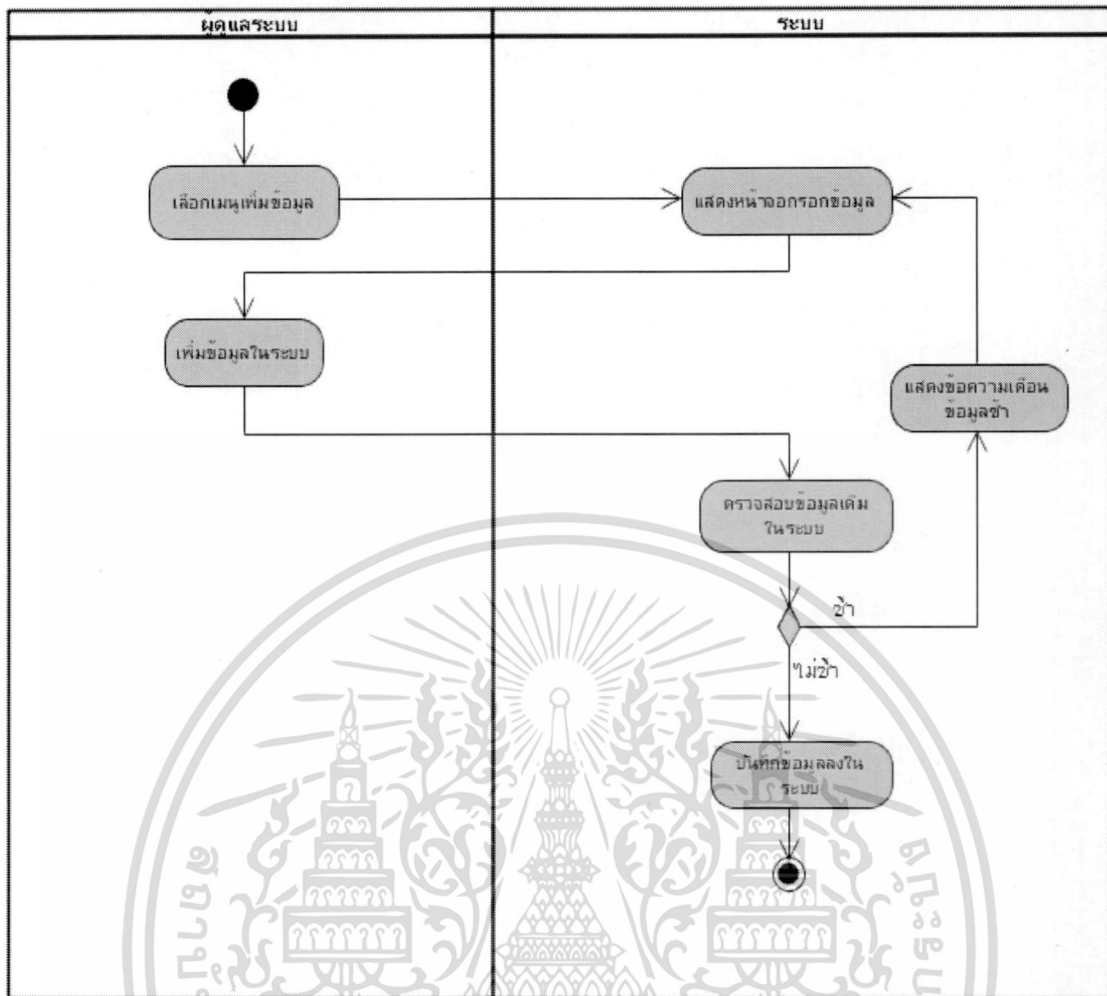 ผู้ดูแลระบบ
ระบบ
เลือกเมนูเพิ่มข้อมูล
แสดงหน้าจอกรอกข้อมูล
เพิ่มข้อมูลในระบบ
แสดงข้อความเตือน
ข้อมูลซ้ำ
ตรวจสอบข้อมูลเดิม
ในระบบ
ซ้ำ
ไม่ซ้ำ
บันทึกข้อมูลลงใน
ระบบ